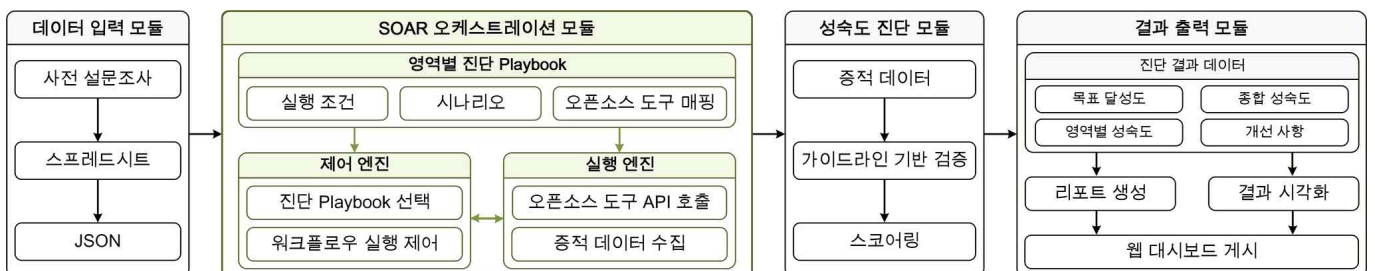 데이터 입력 모듈
사전 설문조사
스프레드시트
JSON
SOAR 오케스트레이션 모듈
영역별 진단 Playbook
실행 조건
시나리오
오픈소스 도구 매핑
제어 엔진
진단 Playbook 선택
워크플로우 실행 제어
실행 엔진
오픈소스 도구 API 호출
증적 데이터 수집
성숙도 진단 모듈
증적 데이터
가이드라인 기반 검증
스코어링
결과 출력 모듈
진단 결과 데이터
목표 달성도
종합 성숙도
영역별 성숙도
개선 사항
리포트 생성
결과 시각화
웹 대시보드 게시